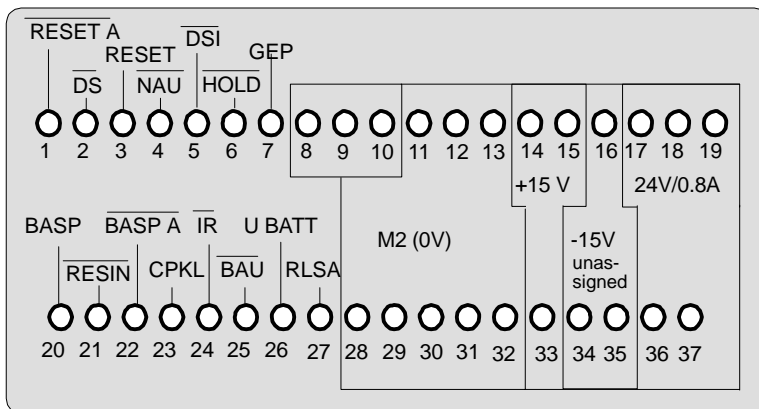 RESET A
DSI
RESET
GEP
DS
NAU
HOLD
1 2 3 4 5 6 7 8 9 10 11 12 13 14 15 16 17 18 19
+15 V
24V/0.8A
BASP
BASP A
IR
U BATT
M2 (0V)
-15V
unas-
signed
RESIN
CPKL
BAU
RLSA
20 21 22 23 24 25 26 27 28 29 30 31 32 33 34 35 36 37